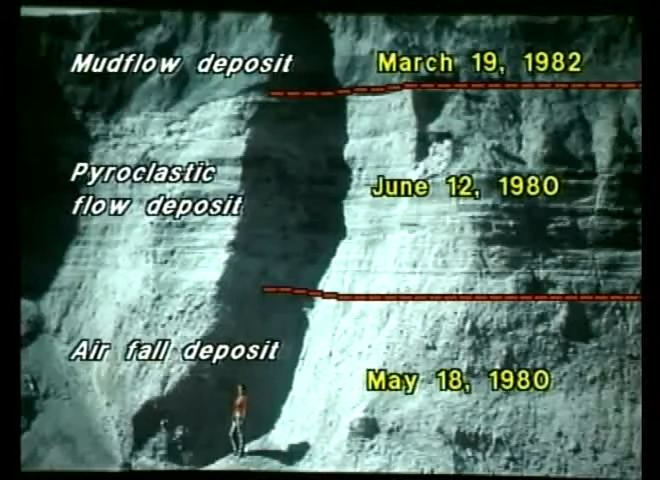 Mudflow deposit
March 19, 1982
Pyroclastic
flow deposit
June 12, 1980
Air fall deposit
May 18, 1980